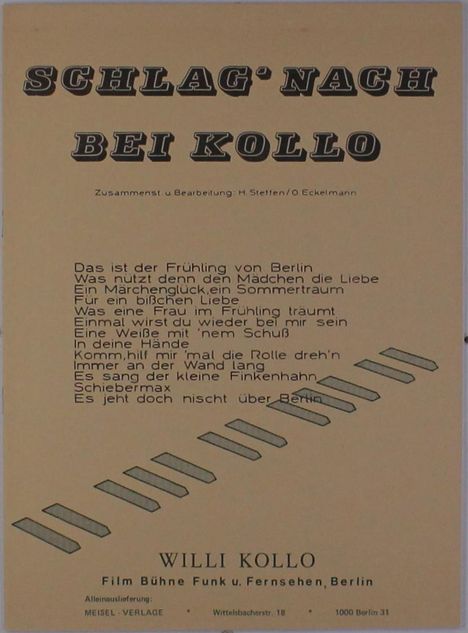 SCHLAG' NACH
BEI KOLLO
Zusammenst. u. Bearbeitung: H. Steffen/O. Eckelmann
Das ist der Frühling von Berlin
Was nützt denn den Mädchen die Liebe
Ein Märchenglück, ein Sommertraum
Für ein bißchen Liebe
Was eine Frau im Frühling träumt
Einmal wirst du wieder bei mir sein
Eine Weiße mit 'nem Schuß
In deine Hände
Komm, hilf mir 'mal die Rolle dreh'n
Immer an der Wand lang
Es sang der kleine Finkenhahn
Schiebermax
Es jeht doch nischt über Berlin
WILLI KOLLO
Film Bühne Funk u. Fernsehen, Berlin
Alleinauslieferung:
MEISEL - VERLAGE * Wittelsbacherstr. 18 * 1000 Berlin 31